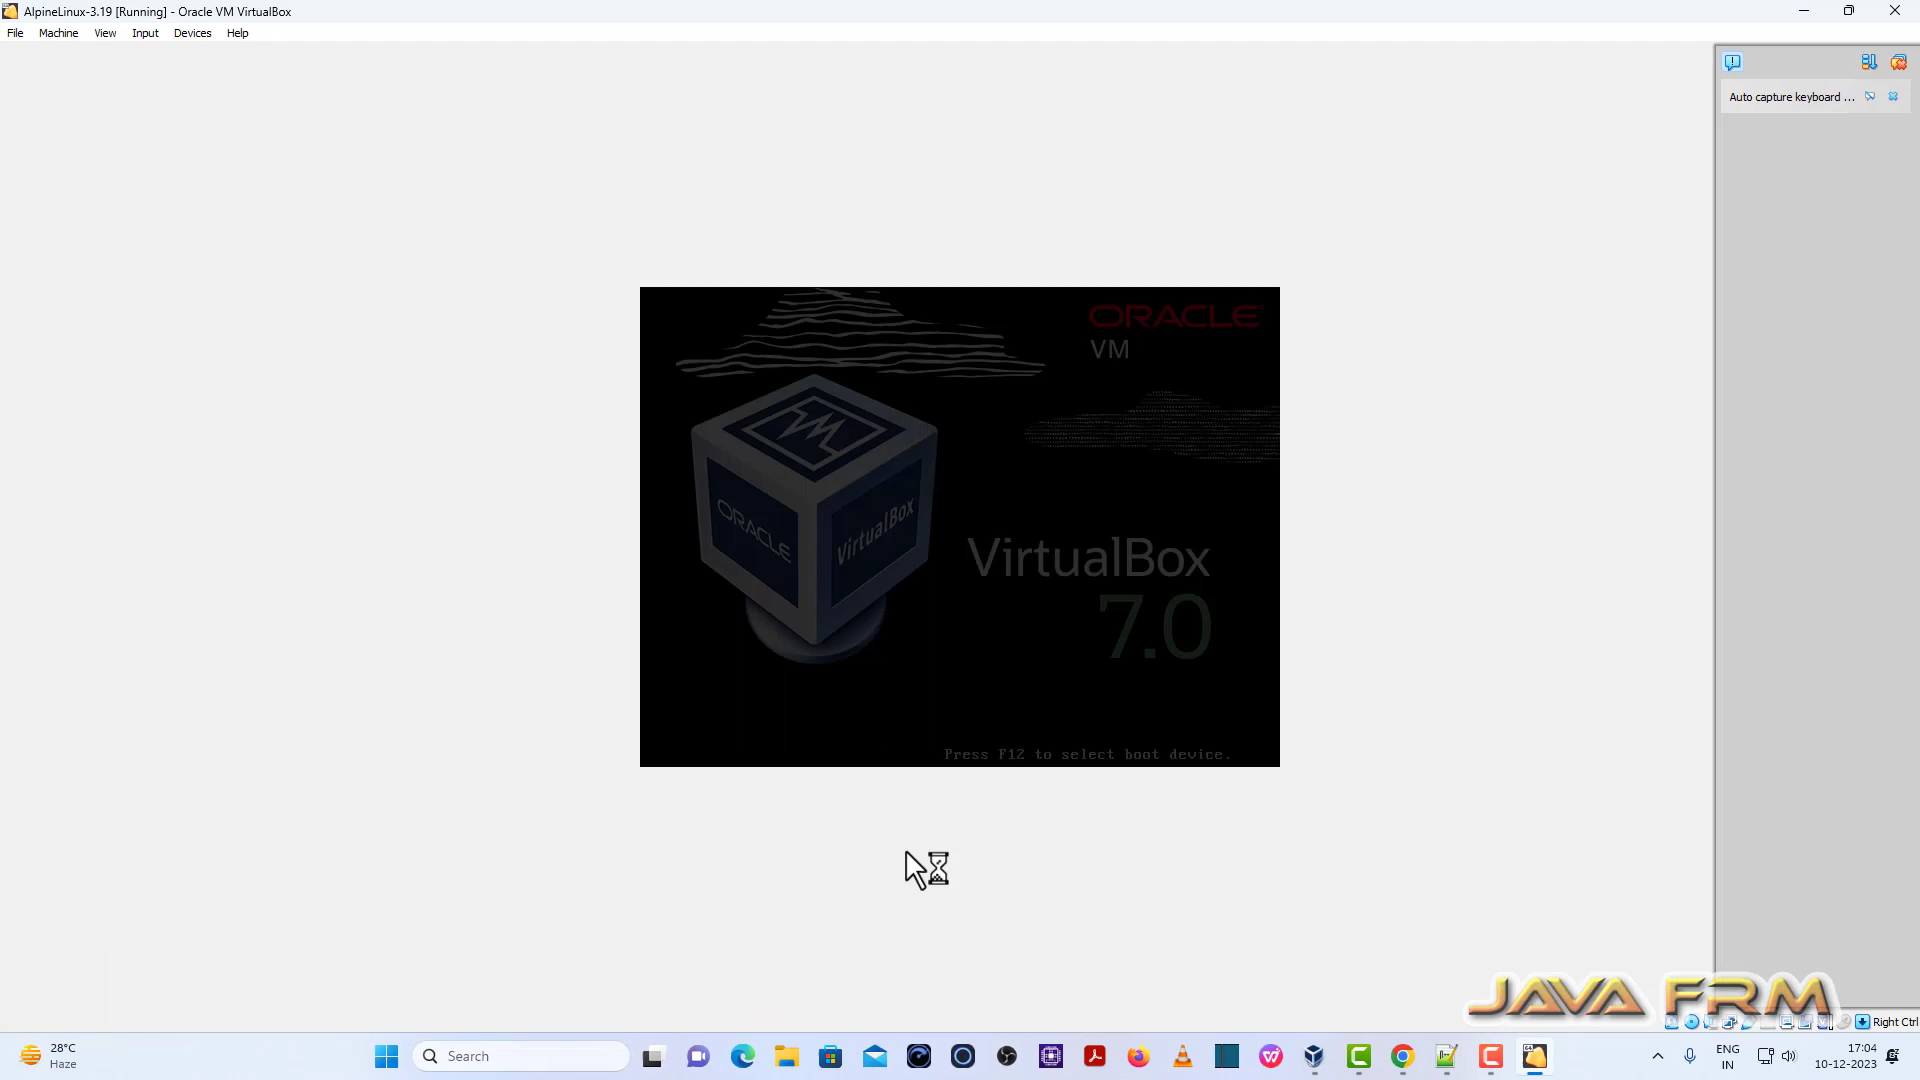 AlpineLinux-3.19 [Running] - Oracle VM VirtualBox
File Machine View Input Devices Help
Auto capture keyboard ...
ORACLE
VM
ORACLE
VirtualBox
VirtualBox
7.0
Press F12 to select boot device.
JAVA FRM
Right Ctrl
28°C
Haze
Search
ENG
IN
17:04
10-12-2023